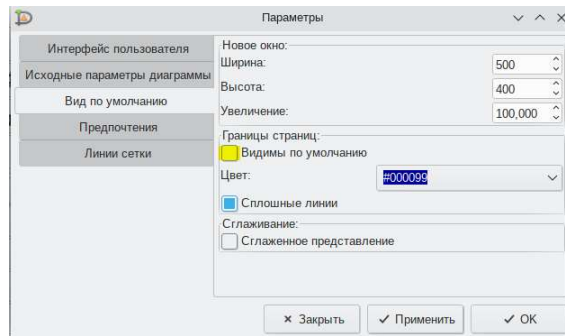 Параметры
Интерфейс пользователя
Исходные параметры диаграммы
Вид по умолчанию
Предпочтения
Линии сетки
Новое окно:
Ширина: 500
Высота: 400
Увеличение: 100,000
Границы страниц:
Видимы по умолчанию
Цвет: #000099
Сплошные линии
Сглаживание:
Сглаженное представление
Закрыть Применить OK